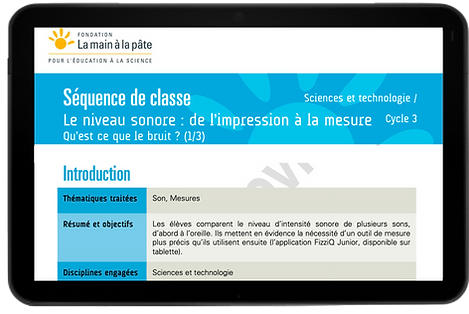 FONDATION
La main à la pâte
POUR L'ÉDUCATION À LA SCIENCE
Séquence de classe
Sciences et technologie /
Le niveau sonore : de l'impression à la mesure
Cycle 3
Qu'est ce que le bruit ? (1/3)
Introduction
Thématiques traitées
Son, Mesures
Résumé et objectifs
Les élèves comparent le niveau d'intensité sonore de plusieurs sons,
d'abord à l'oreille. Ils mettent en évidence la nécessité d'un outil de mesure
plus précis qu'ils utilisent ensuite (l'application FizziQ Junior, disponible sur
tablette).
Disciplines engagées
Sciences et technologie